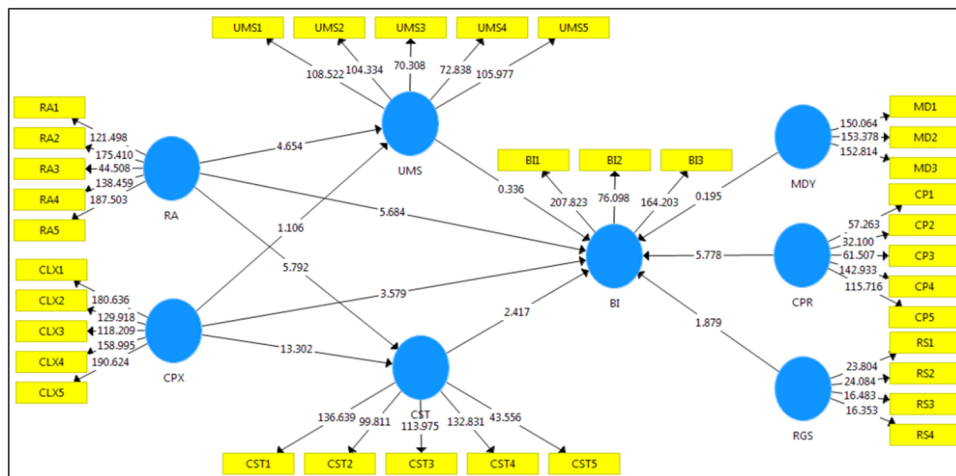 UMS1 UMS2 UMS3 UMS4 UMS5
108.522 104.334 70.308 72.838 105.977
UMS
RA1
RA2
RA3
RA4
RA5
121.498
175.410
44.508
138.459
187.503
RA
4.654
5.684
1.106
5.792
BI1 BI2 BI3
207.823 76.098 164.203
0.336
0.195
BI
MD1
MD2
MD3
150.064
153.378
152.814
MDY
CP1
CP2
CP3
CP4
CP5
57.263
32.100
61.507
142.933
115.716
CPR
5.778
CLX1
CLX2
CLX3
CLX4
CLX5
180.636
129.918
118.209
158.995
190.624
CPX
3.579
13.302
2.417
1.879
CST
136.639 99.811 113.975 132.831 43.556
CST1 CST2 CST3 CST4 CST5
RS1
RS2
RS3
RS4
23.804
24.084
16.483
16.353
RGS